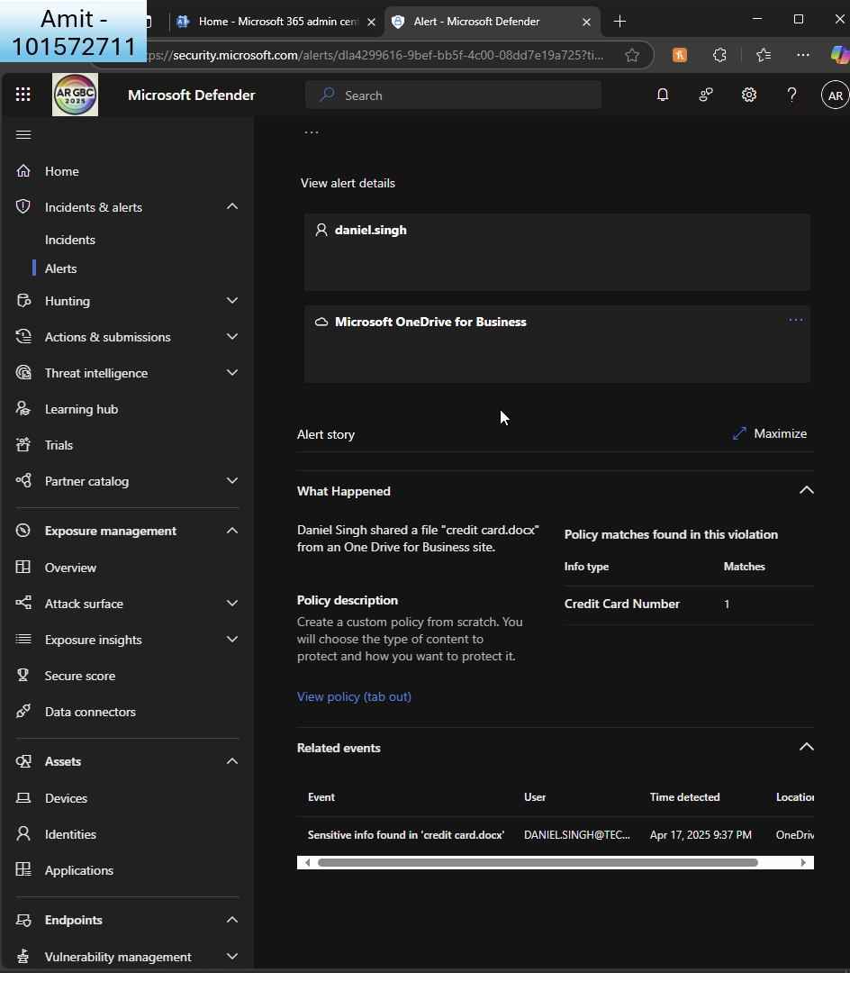 Amit -
101572711
Home - Microsoft 365 admin cent
Alert - Microsoft Defender
ps://security.microsoft.com/alerts/dla4299616-9bef-bb5f-4c00-08dd7e19a725?ti...
AR GBC
2025
Microsoft Defender
Search
AR
Home
Incidents & alerts
Incidents
Alerts
Hunting
Actions & submissions
Threat intelligence
Learning hub
Trials
Partner catalog
Exposure management
Overview
Attack surface
Exposure insights
Secure score
Data connectors
Assets
Devices
Identities
Applications
Endpoints
Vulnerability management
...
View alert details
daniel.singh
Microsoft OneDrive for Business
...
Alert story
Maximize
What Happened
Daniel Singh shared a file "credit card.docx"
from an One Drive for Business site.
Policy description
Create a custom policy from scratch. You
will choose the type of content to
protect and how you want to protect it.
View policy (tab out)
Policy matches found in this violation
Info type Matches
Credit Card Number 1
Related events
Event User Time detected Location
Sensitive info found in 'credit card.docx' DANIEL.SINGH@TEC... Apr 17, 2025 9:37 PM OneDriv